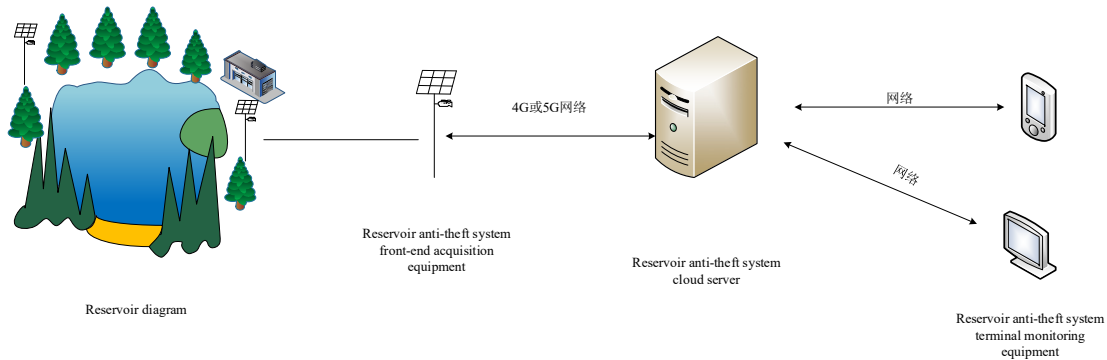 4G或5G网络
网络
网络
Reservoir anti-theft system
front-end acquisition
equipment
Reservoir anti-theft system
cloud server
Reservoir diagram
Reservoir anti-theft system
terminal monitoring
equipment